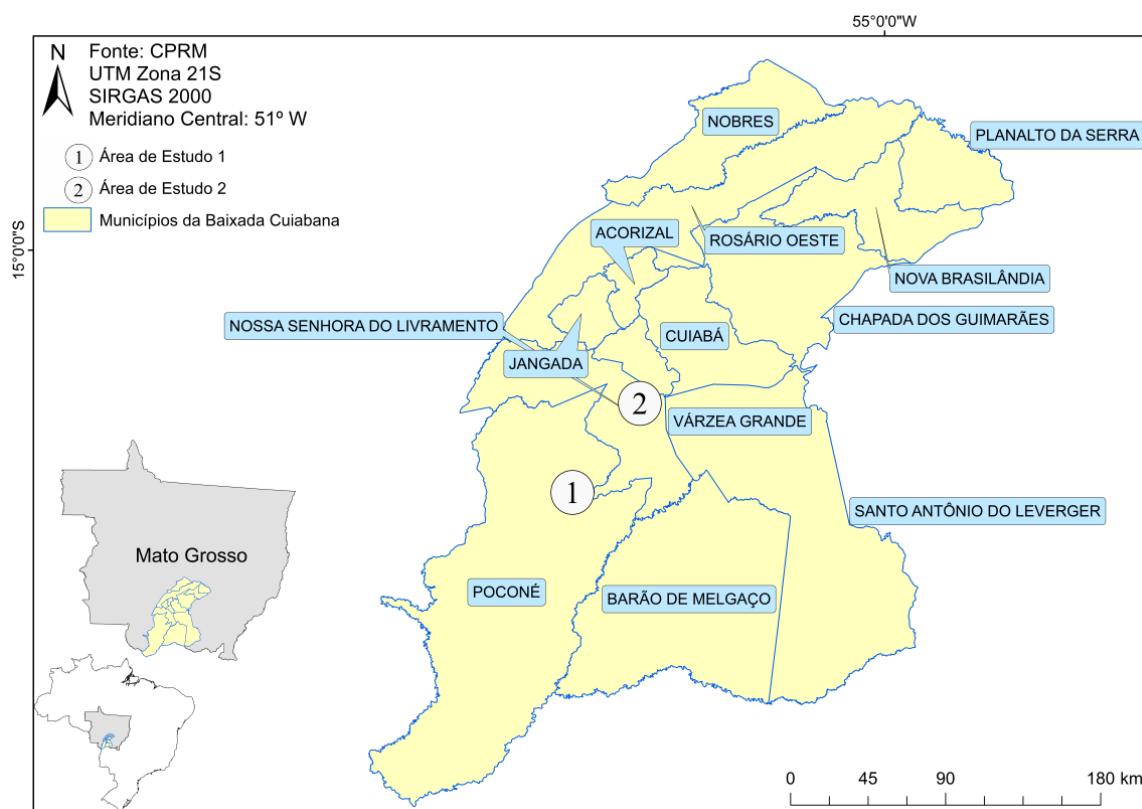 55°0'0"W
N
Fonte: CPRM
UTM Zona 21S
SIRGAS 2000
Meridiano Central: 51º W
1 Área de Estudo 1
2 Área de Estudo 2
Municípios da Baixada Cuiabana
15°0'0"S
NOBRES
PLANALTO DA SERRA
ACORIZAL
ROSÁRIO OESTE
NOVA BRASILÂNDIA
NOSSA SENHORA DO LIVRAMENTO
CHAPADA DOS GUIMARÃES
CUIABÁ
JANGADA
2
VÁRZEA GRANDE
1
SANTO ANTÔNIO DO LEVERGER
Mato Grosso
POCONÉ
BARÃO DE MELGAÇO
0 45 90 180 km